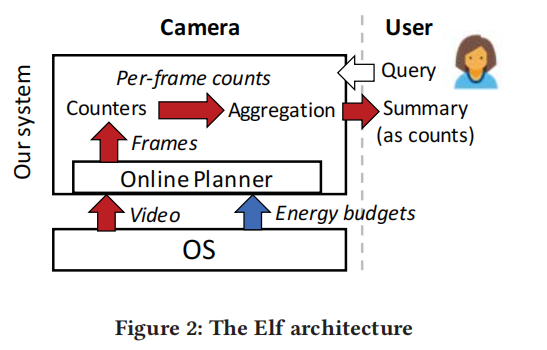 Camera
User
Our system
Per-frame counts
Query
Counters
Aggregation
Summary
(as counts)
Frames
Online Planner
Video
Energy budgets
OS
Figure 2: The Elf architecture